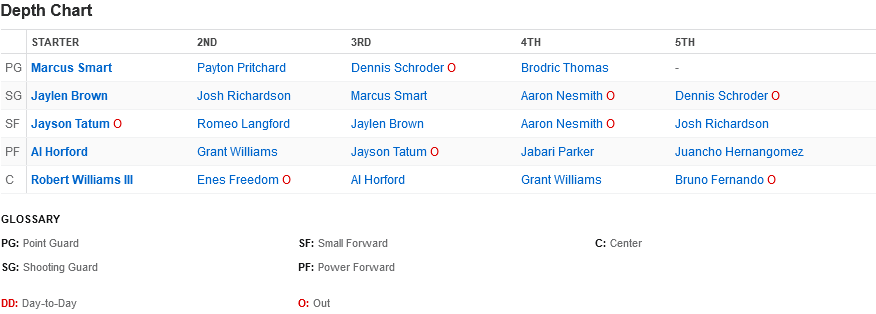 Depth Chart
STARTER 2ND 3RD 4TH 5TH
PG Marcus Smart Payton Pritchard Dennis Schroder O Brodric Thomas -
SG Jaylen Brown Josh Richardson Marcus Smart Aaron Nesmith O Dennis Schroder O
SF Jayson Tatum O Romeo Langford Jaylen Brown Aaron Nesmith O Josh Richardson
PF Al Horford Grant Williams Jayson Tatum O Jabari Parker Juancho Hernangomez
C Robert Williams III Enes Freedom O Al Horford Grant Williams Bruno Fernando O
GLOSSARY
PG: Point Guard SF: Small Forward C: Center
SG: Shooting Guard PF: Power Forward
DD: Day-to-Day O: Out